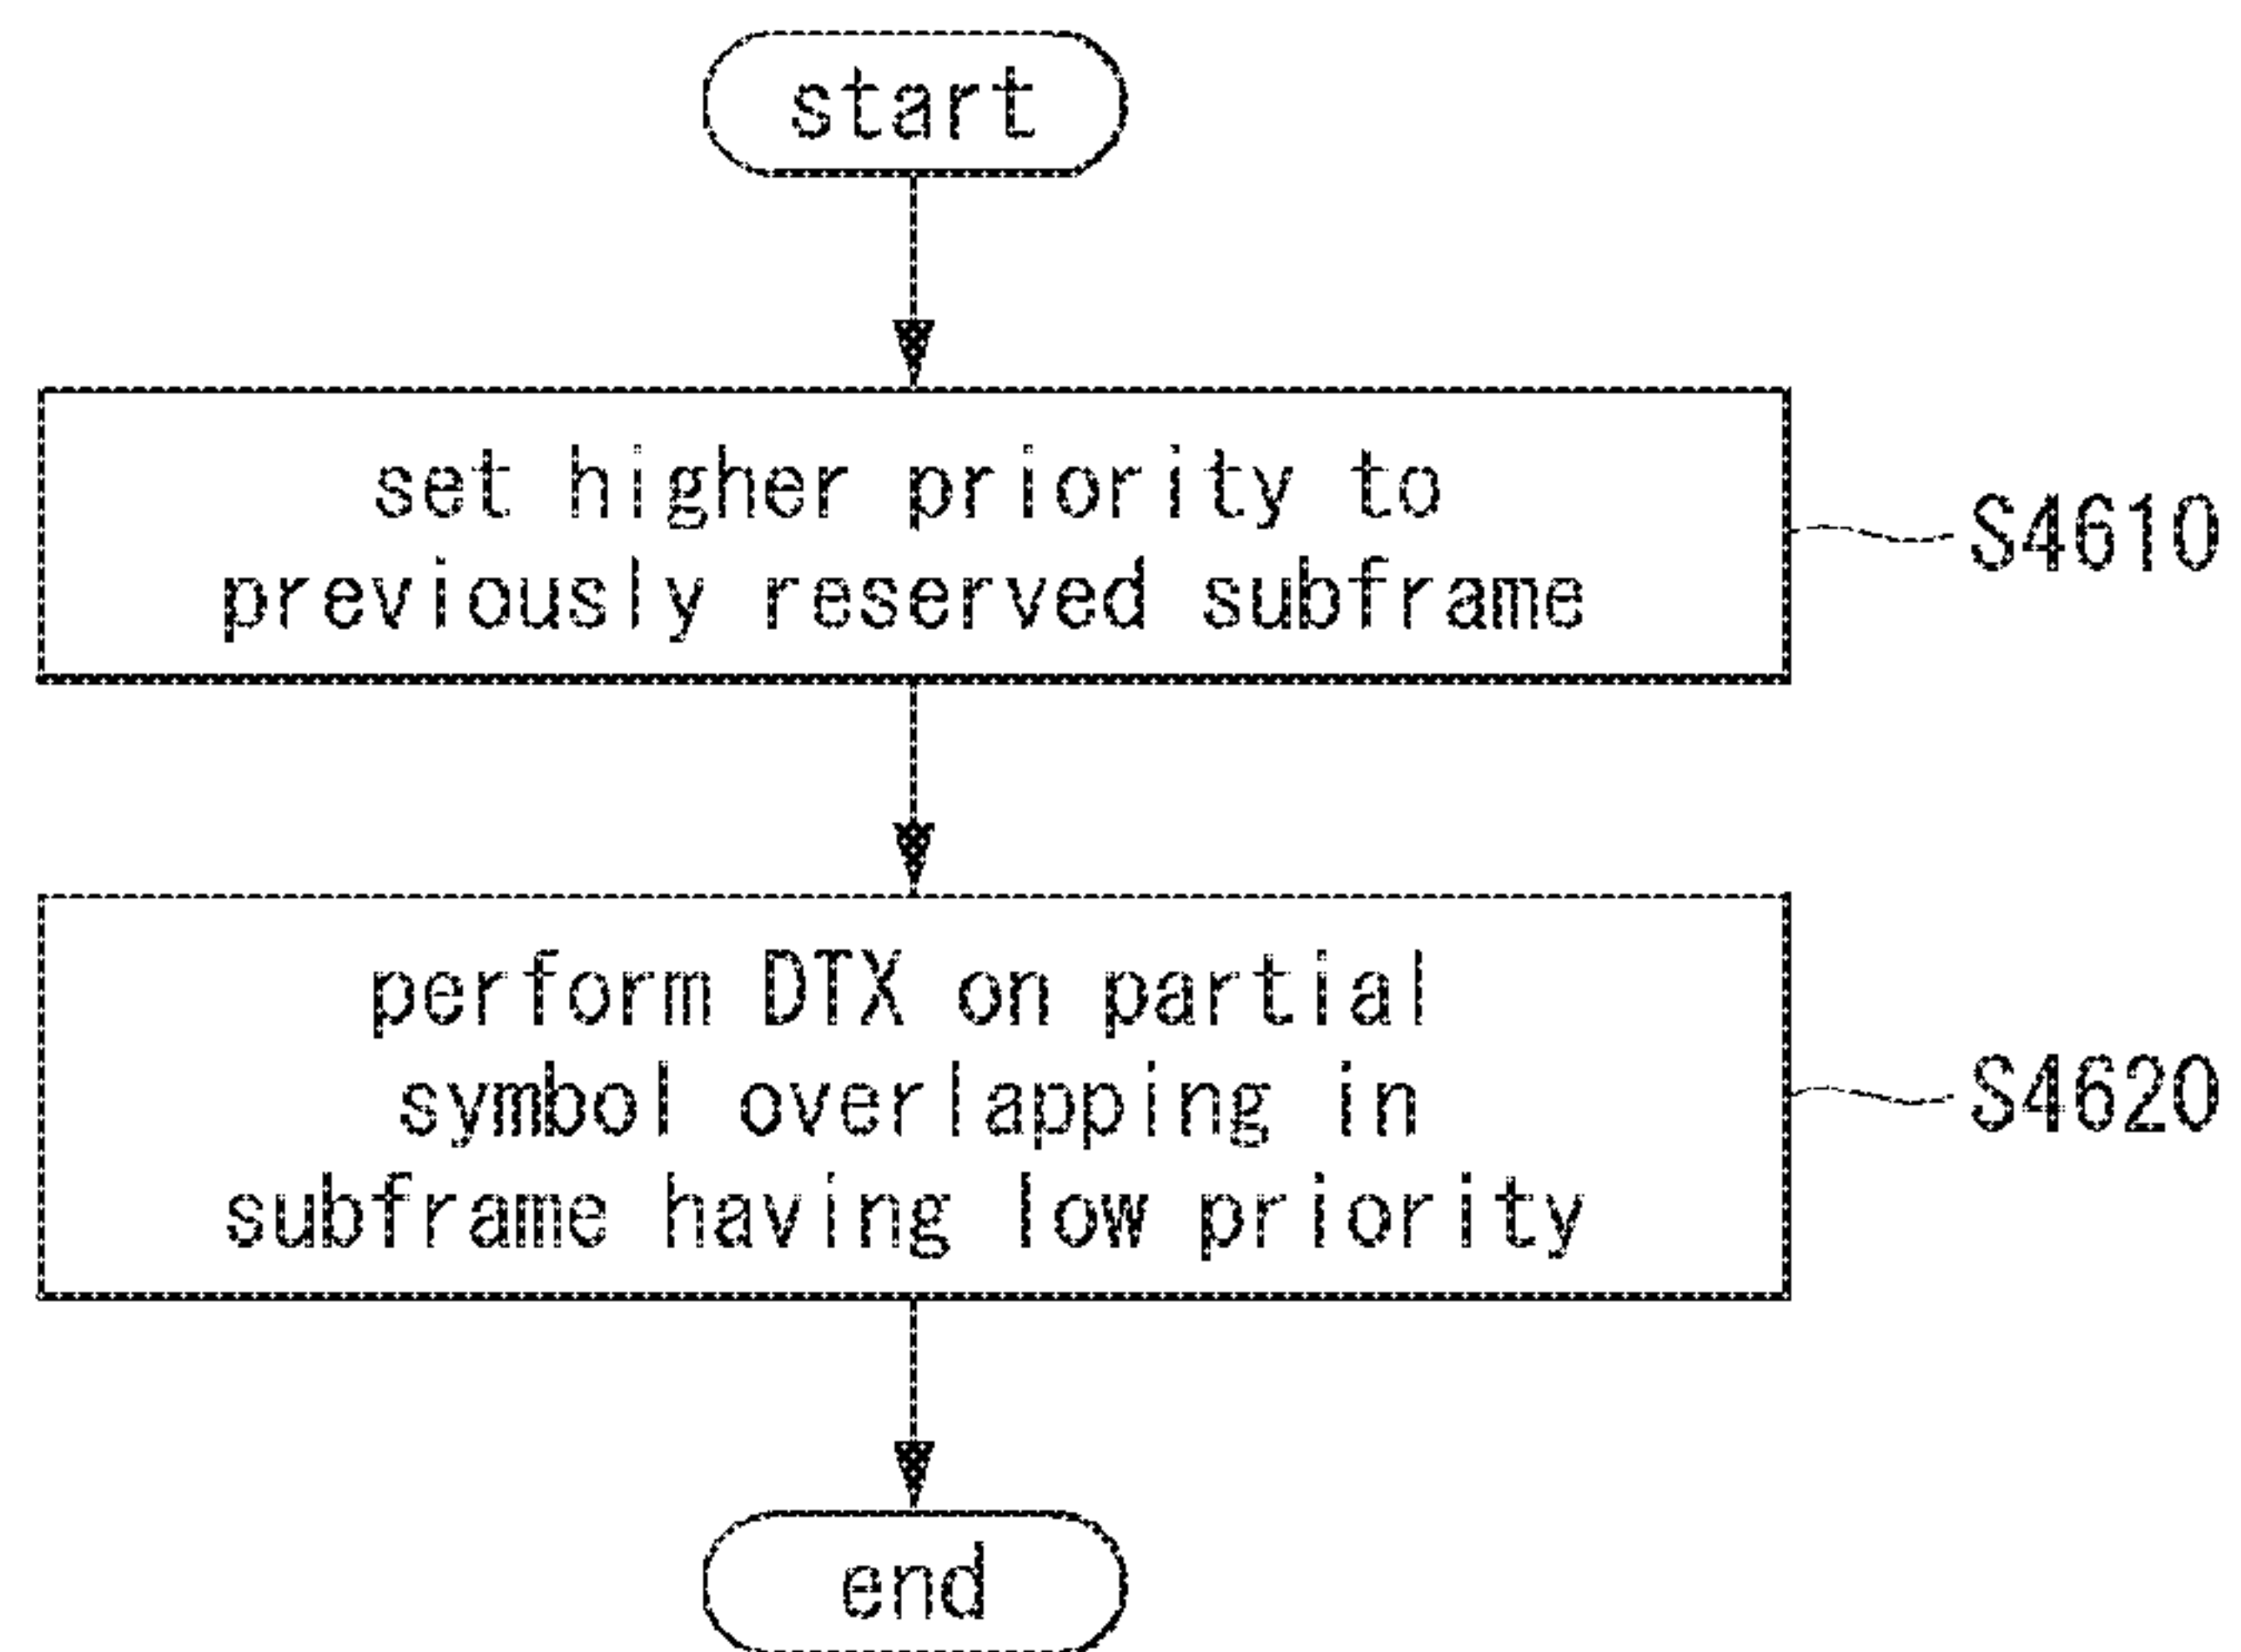 start
set higher priority to
previously reserved subframe
S4610
perform DTX on partial
symbol overlapping in
subframe having low priority
S4620
end